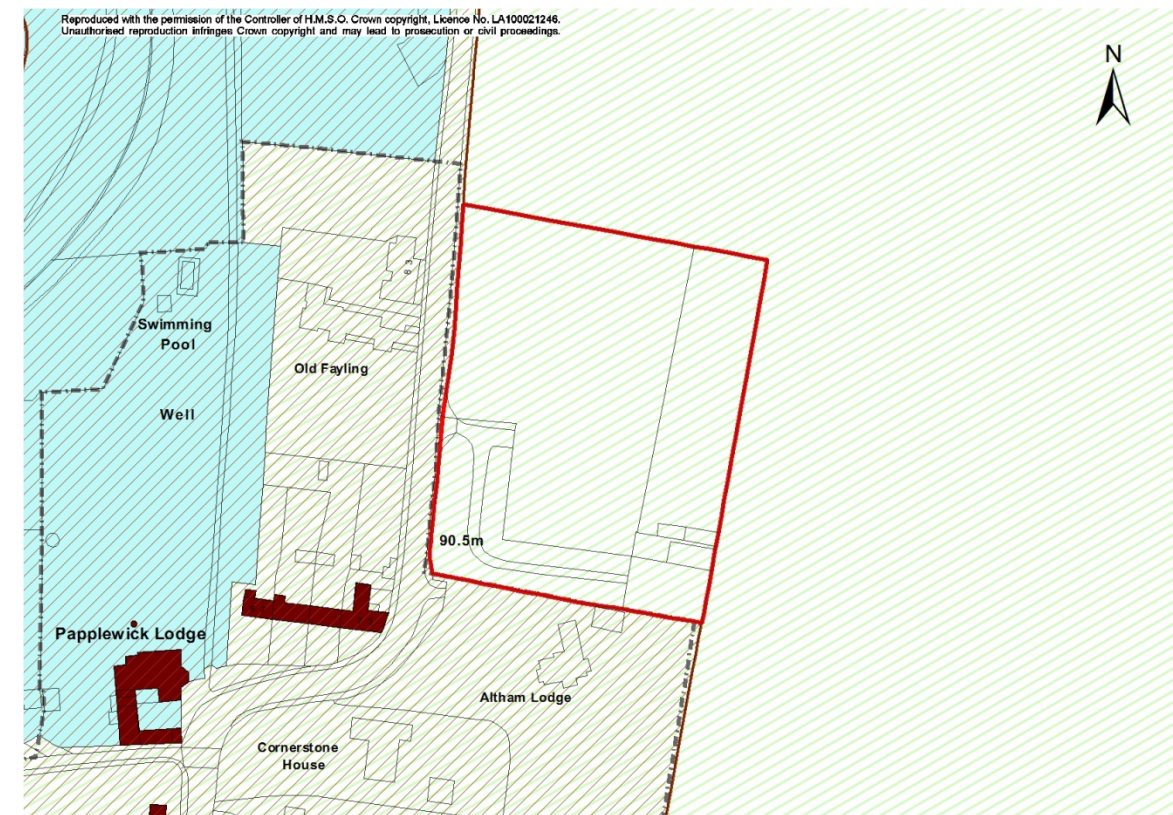 Reproduced with the permission of the Controller of H.M.S.O. Crown copyright, Licence No. LA100021246.
Unauthorised reproduction infringes Crown copyright and may lead to prosecution or civil proceedings.
N
63
Swimming
Pool
Old Fayling
Well
90.5m
Papplewick Lodge
Altham Lodge
Cornerstone
House